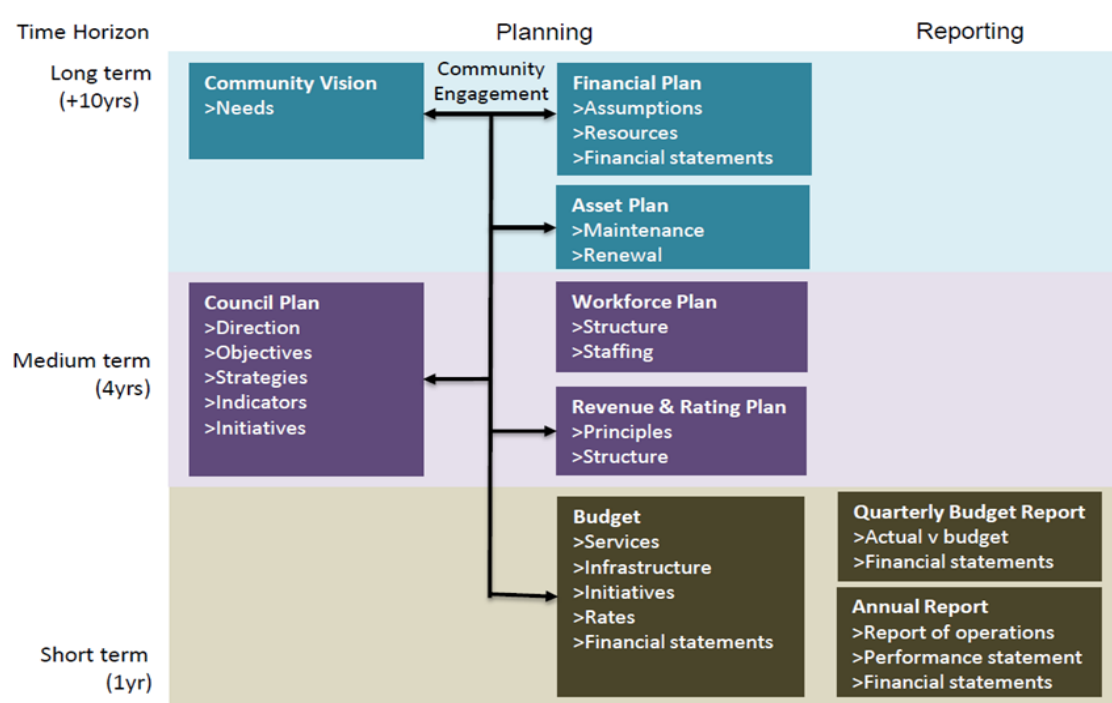 Time Horizon
Planning
Reporting
Long term
(+10yrs)
Community Vision
>Needs
Community
Engagement
Financial Plan
>Assumptions
>Resources
>Financial statements
Asset Plan
>Maintenance
>Renewal
Medium term
(4yrs)
Council Plan
>Direction
>Objectives
>Strategies
>Indicators
>Initiatives
Workforce Plan
>Structure
>Staffing
Revenue & Rating Plan
>Principles
>Structure
Short term
(1yr)
Budget
>Services
>Infrastructure
>Initiatives
>Rates
>Financial statements
Quarterly Budget Report
>Actual v budget
>Financial statements
Annual Report
>Report of operations
>Performance statement
>Financial statements